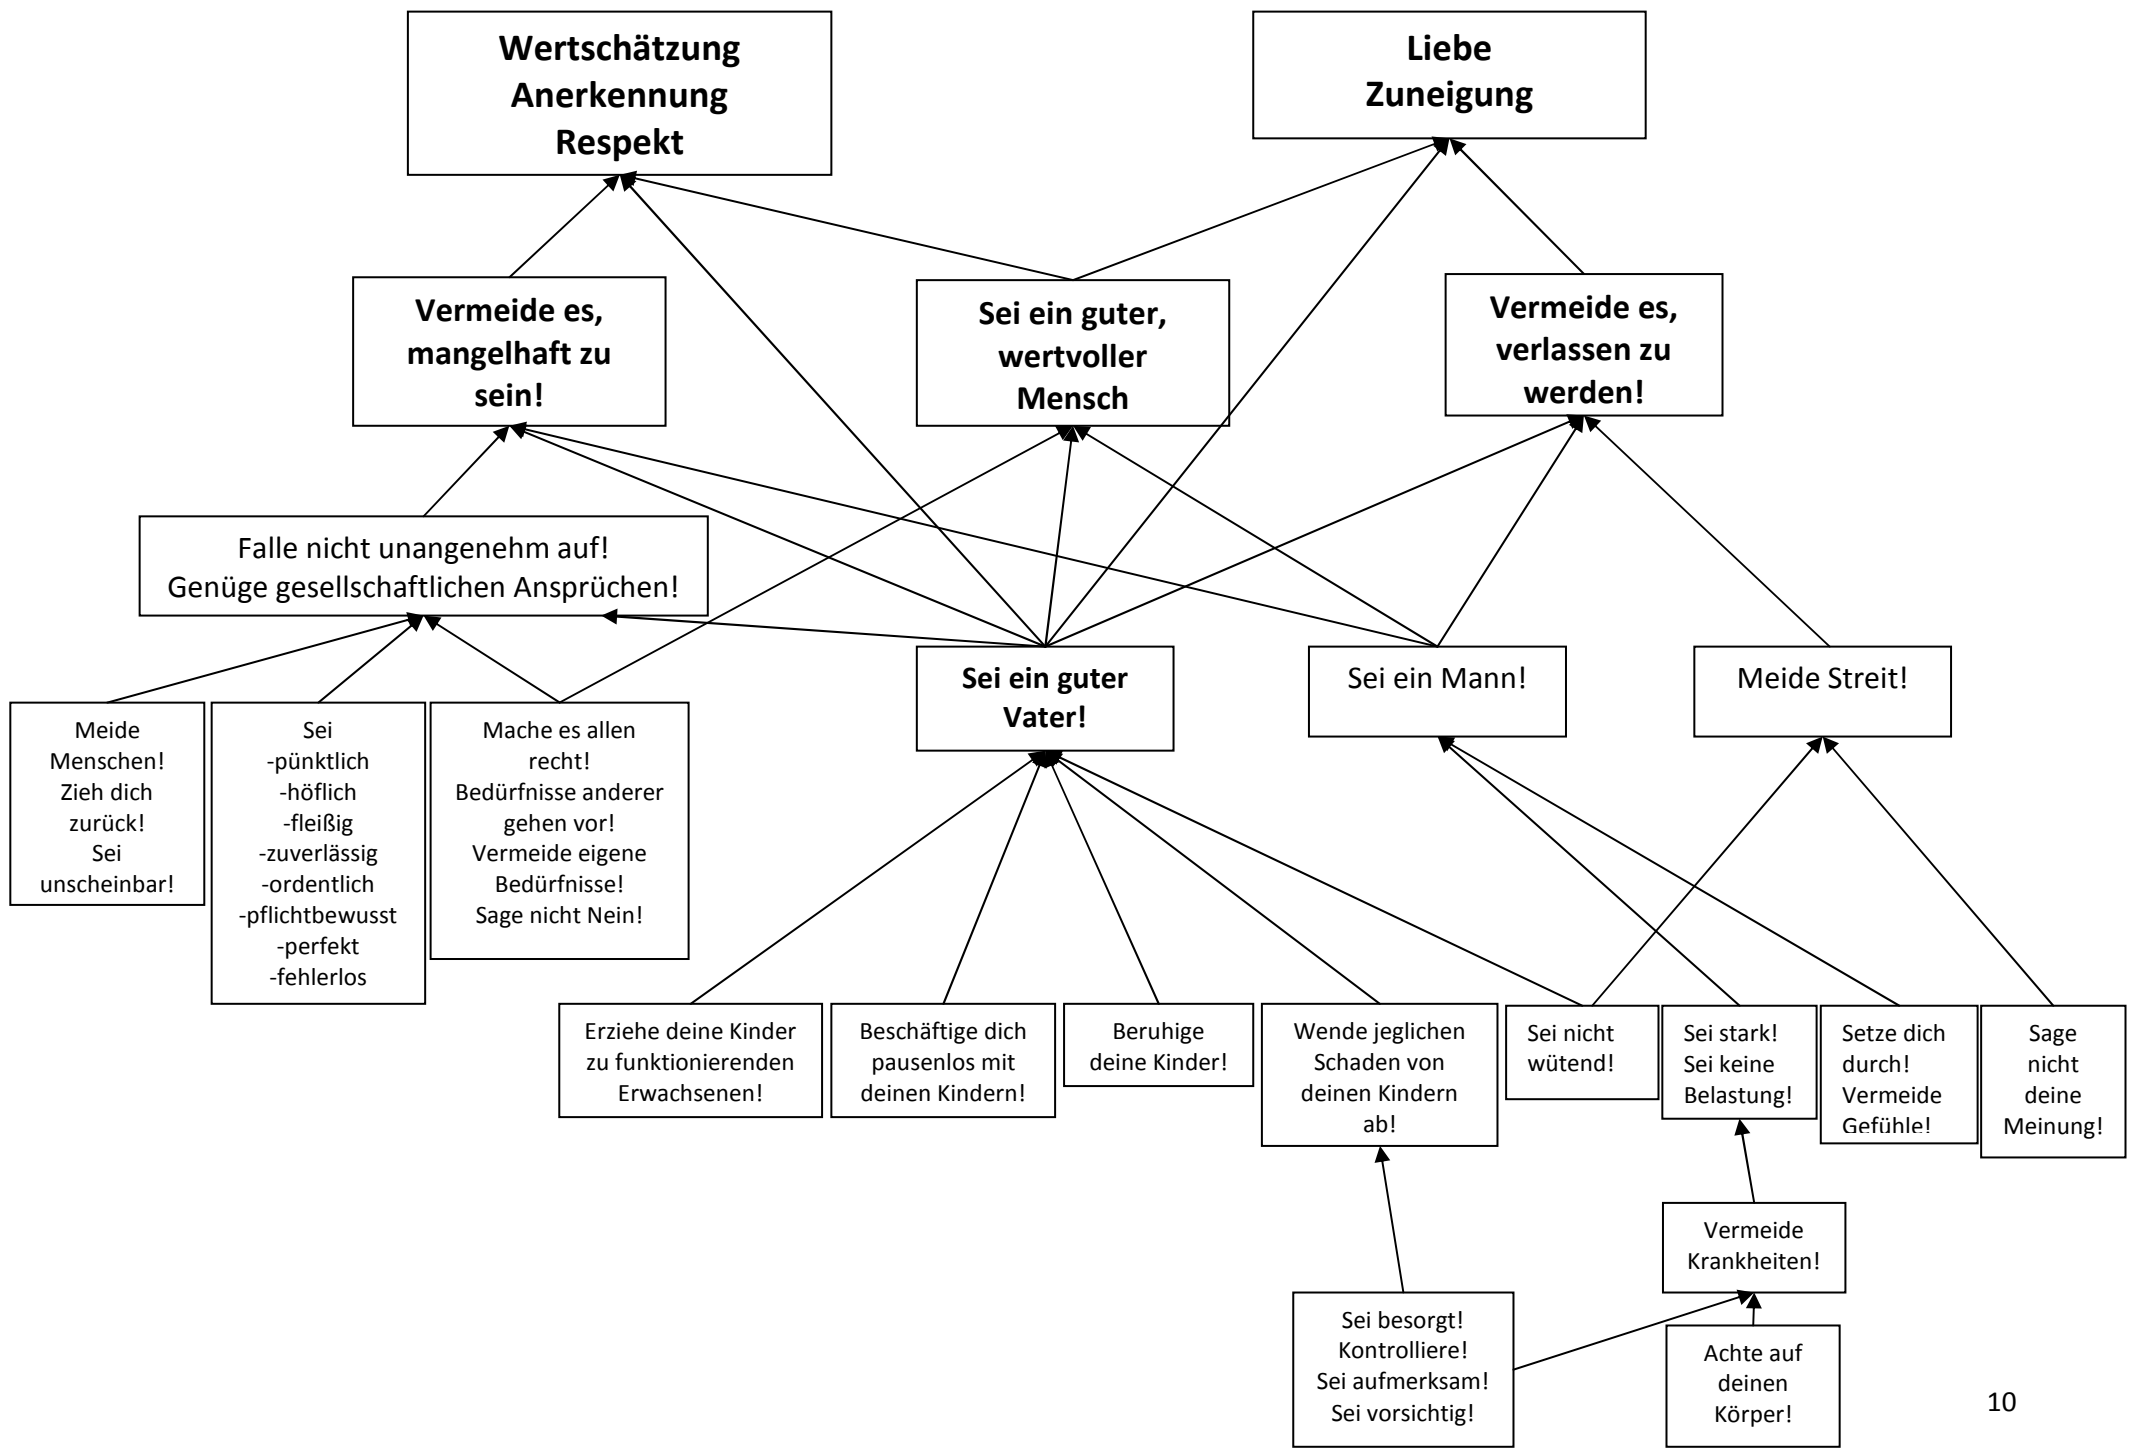 Wertschätzung
Anerkennung
Respekt
Liebe
Zuneigung
Vermeide es,
mangelhaft zu
sein!
Sei ein guter,
wertvoller
Mensch
Vermeide es,
verlassen zu
werden!
Falle nicht unangenehm auf!
Genüge gesellschaftlichen Ansprüchen!
Sei ein guter
Vater!
Sei ein Mann!
Meide Streit!
Meide
Menschen!
Zieh dich
zurück!
Sei
unscheinbar!
Sei
-pünktlich
-höflich
-fleißig
-zuverlässig
-ordentlich
-pflichtbewusst
-perfekt
-fehlerlos
Mache es allen
recht!
Bedürfnisse anderer
gehen vor!
Vermeide eigene
Bedürfnisse!
Sage nicht Nein!
Erziehe deine Kinder
zu funktionierenden
Erwachsenen!
Beschäftige dich
pausenlos mit
deinen Kindern!
Beruhige
deine Kinder!
Wende jeglichen
Schaden von
deinen Kindern
ab!
Sei nicht
wütend!
Sei stark!
Sei keine
Belastung!
Setze dich
durch!
Vermeide
Gefühle!
Sage
nicht
deine
Meinung!
Vermeide
Krankheiten!
Sei besorgt!
Kontrolliere!
Sei aufmerksam!
Sei vorsichtig!
Achte auf
deinen
Körper!
10